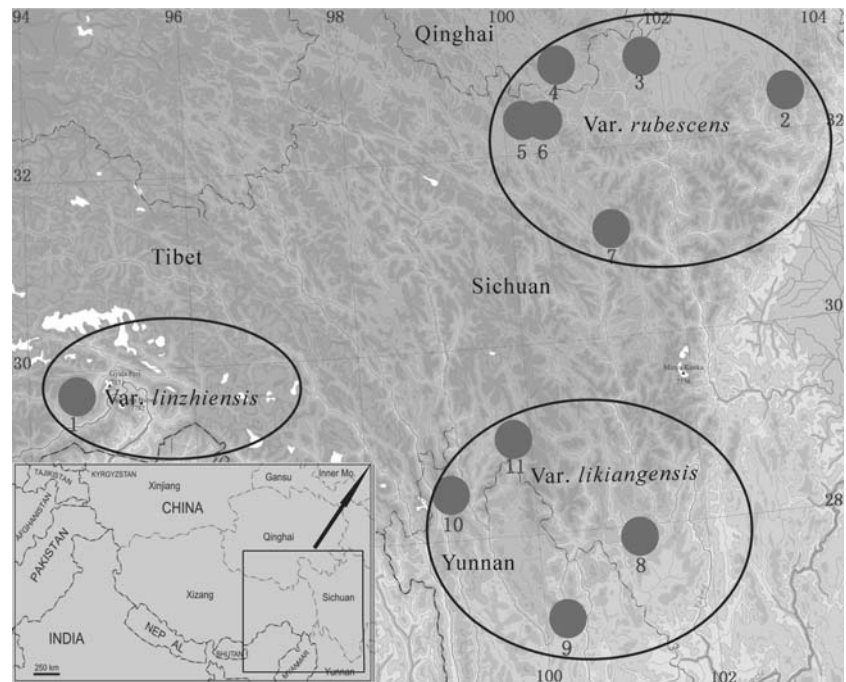 94
96
98
100
102
104
Qinghai
4
3
2
32
Var. rubescens
5
6
32
7
Tibet
Sichuan
30
30
Var. linzhiensis
1
11
Var. likiangensis
28
10
8
Yunnan
9
100
102
TAJIKISTAN
KYRGYZSTAN
Xinjiang
Gansu
Inner Mo.
AFGHANISTAN
CHINA
PAKISTAN
Qinghai
Xizang
Sichuan
INDIA
NEPAL
BHUTAN
MYANMAR
Yunnan
250 km